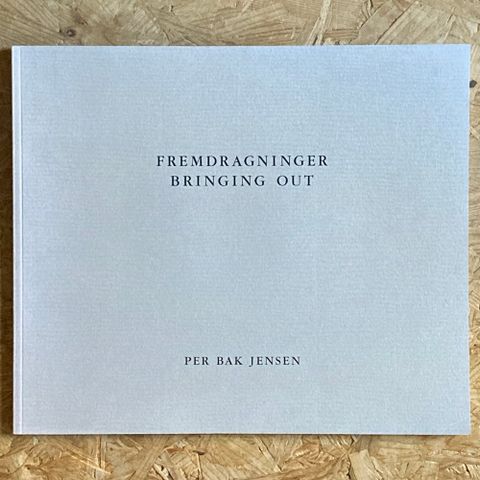 FREMDRAGNINGER
BRINGING OUT
PER BAK JENSEN